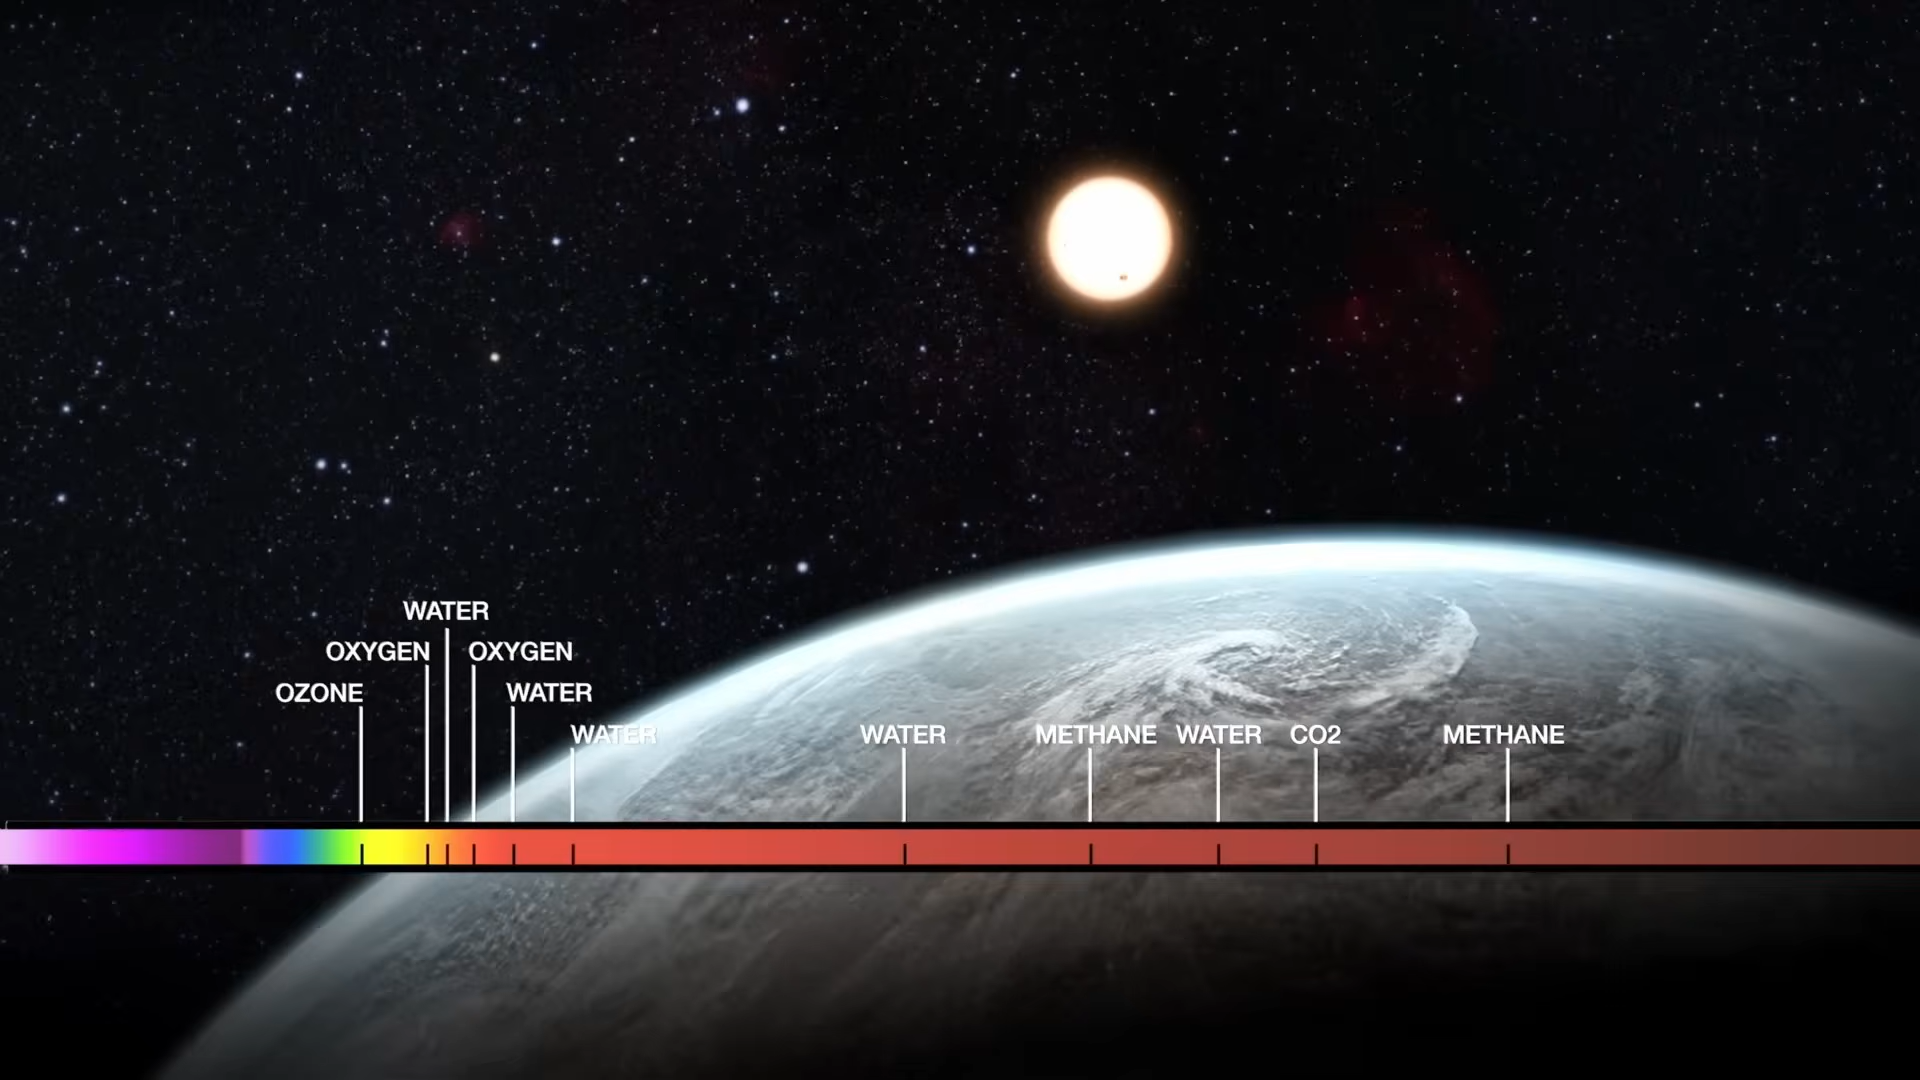 WATER
OXYGEN OXYGEN
OZONE WATER
WATER WATER METHANE WATER CO2 METHANE